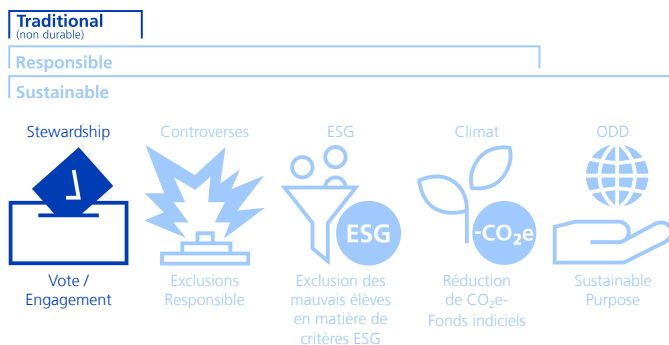 Traditional
(non durable)
Responsible
Sustainable
Stewardship
Controverses
ESG
Climat
ODD
ESG
-CO₂e
Vote /
Engagement
Exclusions
Responsible
Exclusion des
mauvais élèves
en matière de
critères ESG
Réduction
de CO₂e-
Fonds indiciels
Sustainable
Purpose